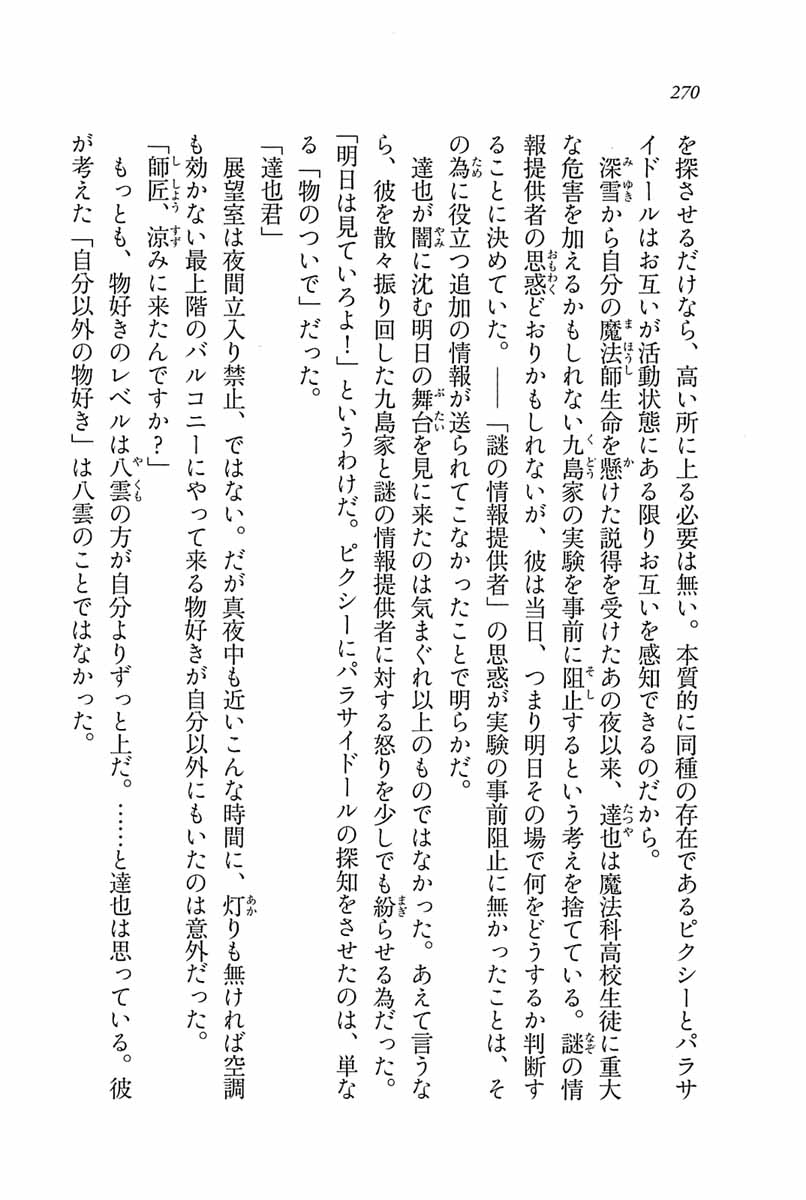 270
を探させるだけなら、高い所に上る必要は無い。本質的に同種の存在であるピクシーとパラサ
イドールはお互いが活動状態にある限りお互いを感知できるのだから。
深雪から自分の魔法師生命を懸けた説得を受けたあの夜以来、達也は魔法科高校生徒に重大
な危害を加えるかもしれない九島家の実験を事前に阻止するという考えを捨てている。謎の情
報提供者の思惑どおりかもしれないが、彼は当日、つまり明日その場で何をどうするか判断す
ることに決めていた。――「謎の情報提供者」の思惑が実験の事前阻止に無かったことは、そ
の為に役立つ追加の情報が送られてこなかったことで明らかだ。
達也が闇に沈む明日の舞台を見に来たのは気まぐれ以上のものではなかった。あえて言うな
ら、彼を散々振り回した九島家と謎の情報提供者に対する怒りを少しでも紛らせる為だった。
「明日は見ていろよ！」というわけだ。ピクシーにパラサイドールの探知をさせたのは、単な
る「物のついで」だった。
「達也君」
展望室は夜間立入り禁止、ではない。だが真夜中も近いこんな時間に、灯りも無ければ空調
も効かない最上階のバルコニーにやって来る物好きが自分以外にもいたのは意外だった。
「師匠、涼みに来たんですか？」
もっとも、物好きのレベルは八雲の方が自分よりずっと上だ。……と達也は思っている。彼
が考えた「自分以外の物好き」は八雲のことではなかった。